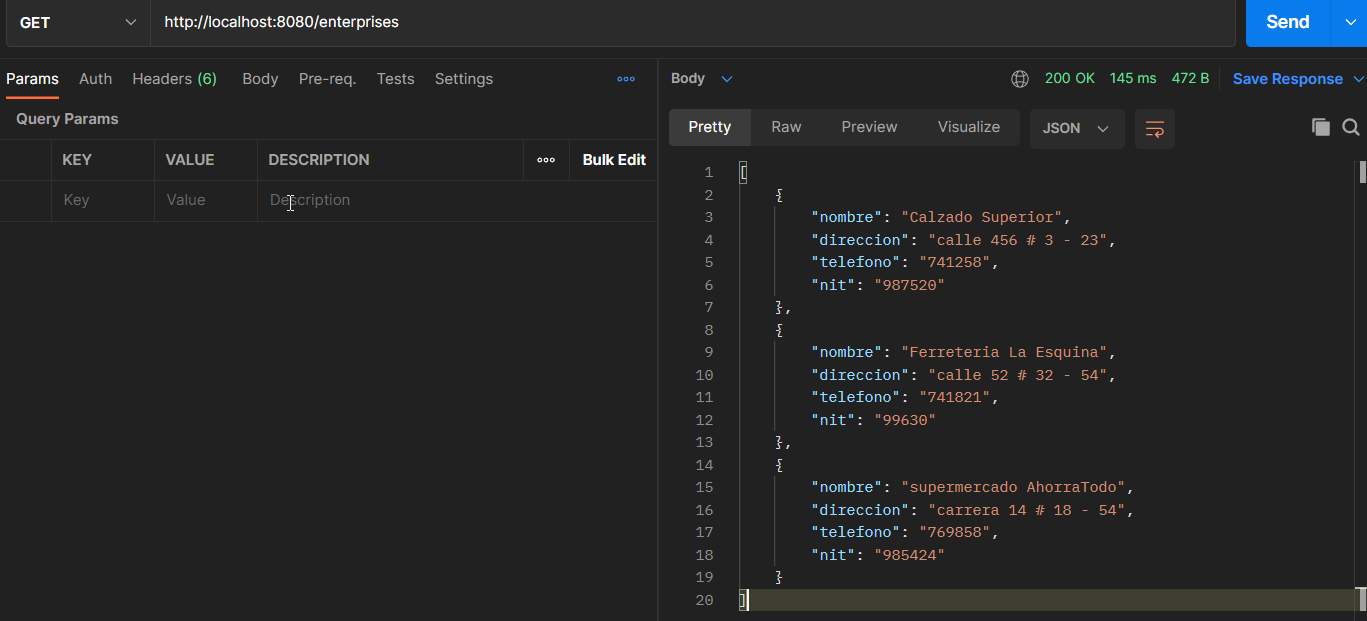 GET http://localhost:8080/enterprises Send
Params Auth Headers (6) Body Pre-req. Tests Settings
Query Params
KEY VALUE DESCRIPTION Bulk Edit
Key Value Description
Body 200 OK 145 ms 472 B Save Response
Pretty Raw Preview Visualize JSON
1 [
2 {
3 "nombre": "Calzado Superior",
4 "direccion": "calle 456 # 3 - 23",
5 "telefono": "741258",
6 "nit": "987520"
7 },
8 {
9 "nombre": "Ferreteria La Esquina",
10 "direccion": "calle 52 # 32 - 54",
11 "telefono": "741821",
12 "nit": "99630"
13 },
14 {
15 "nombre": "supermercado AhorraTodo",
16 "direccion": "carrera 14 # 18 - 54",
17 "telefono": "769858",
18 "nit": "985424"
19 }
20 ]